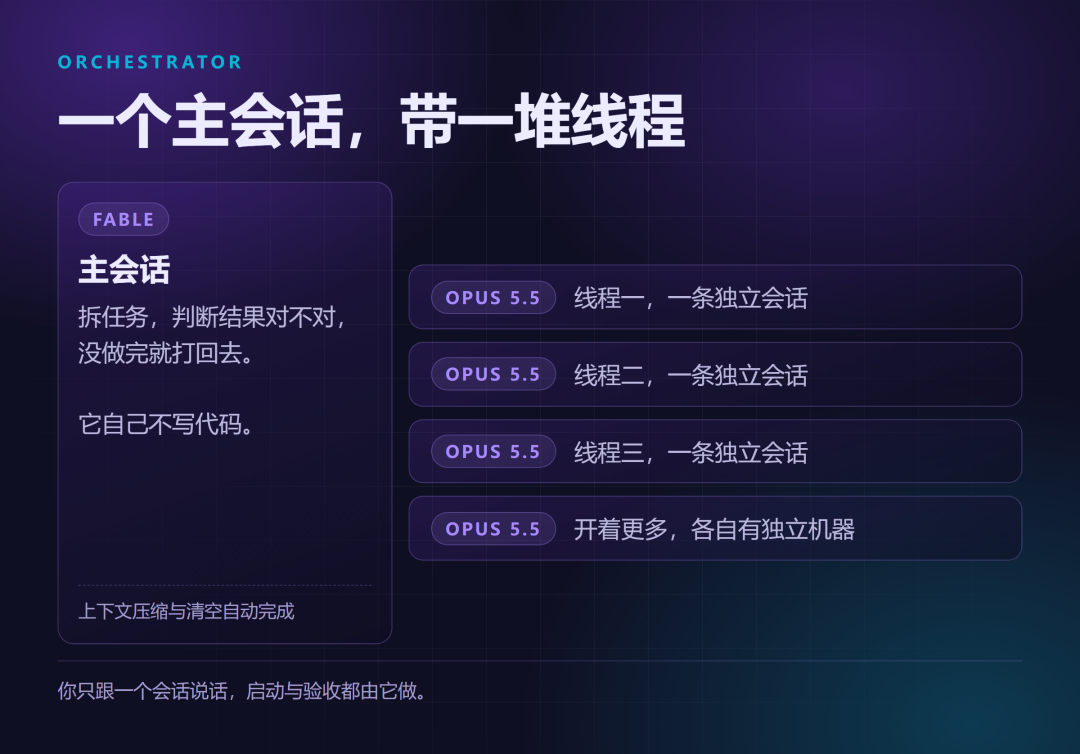 ORCHESTRATOR
一个主会话，带一堆线程
FABLE
主会话
拆任务，判断结果对不对，
没做完就打回去。
它自己不写代码。
上下文压缩与清空自动完成
OPUS 5.5
线程一，一条独立会话
OPUS 5.5
线程二，一条独立会话
OPUS 5.5
线程三，一条独立会话
OPUS 5.5
开着更多，各自有独立机器
你只跟一个会话说话，启动与验收都由它做。